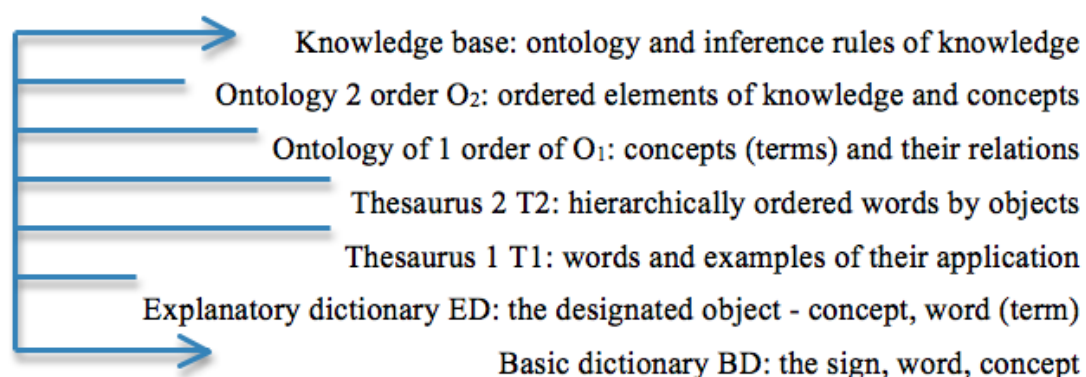 Knowledge base: ontology and inference rules of knowledge
Ontology 2 order O₂: ordered elements of knowledge and concepts
Ontology of 1 order of O₁: concepts (terms) and their relations
Thesaurus 2 T2: hierarchically ordered words by objects
Thesaurus 1 T1: words and examples of their application
Explanatory dictionary ED: the designated object - concept, word (term)
Basic dictionary BD: the sign, word, concept